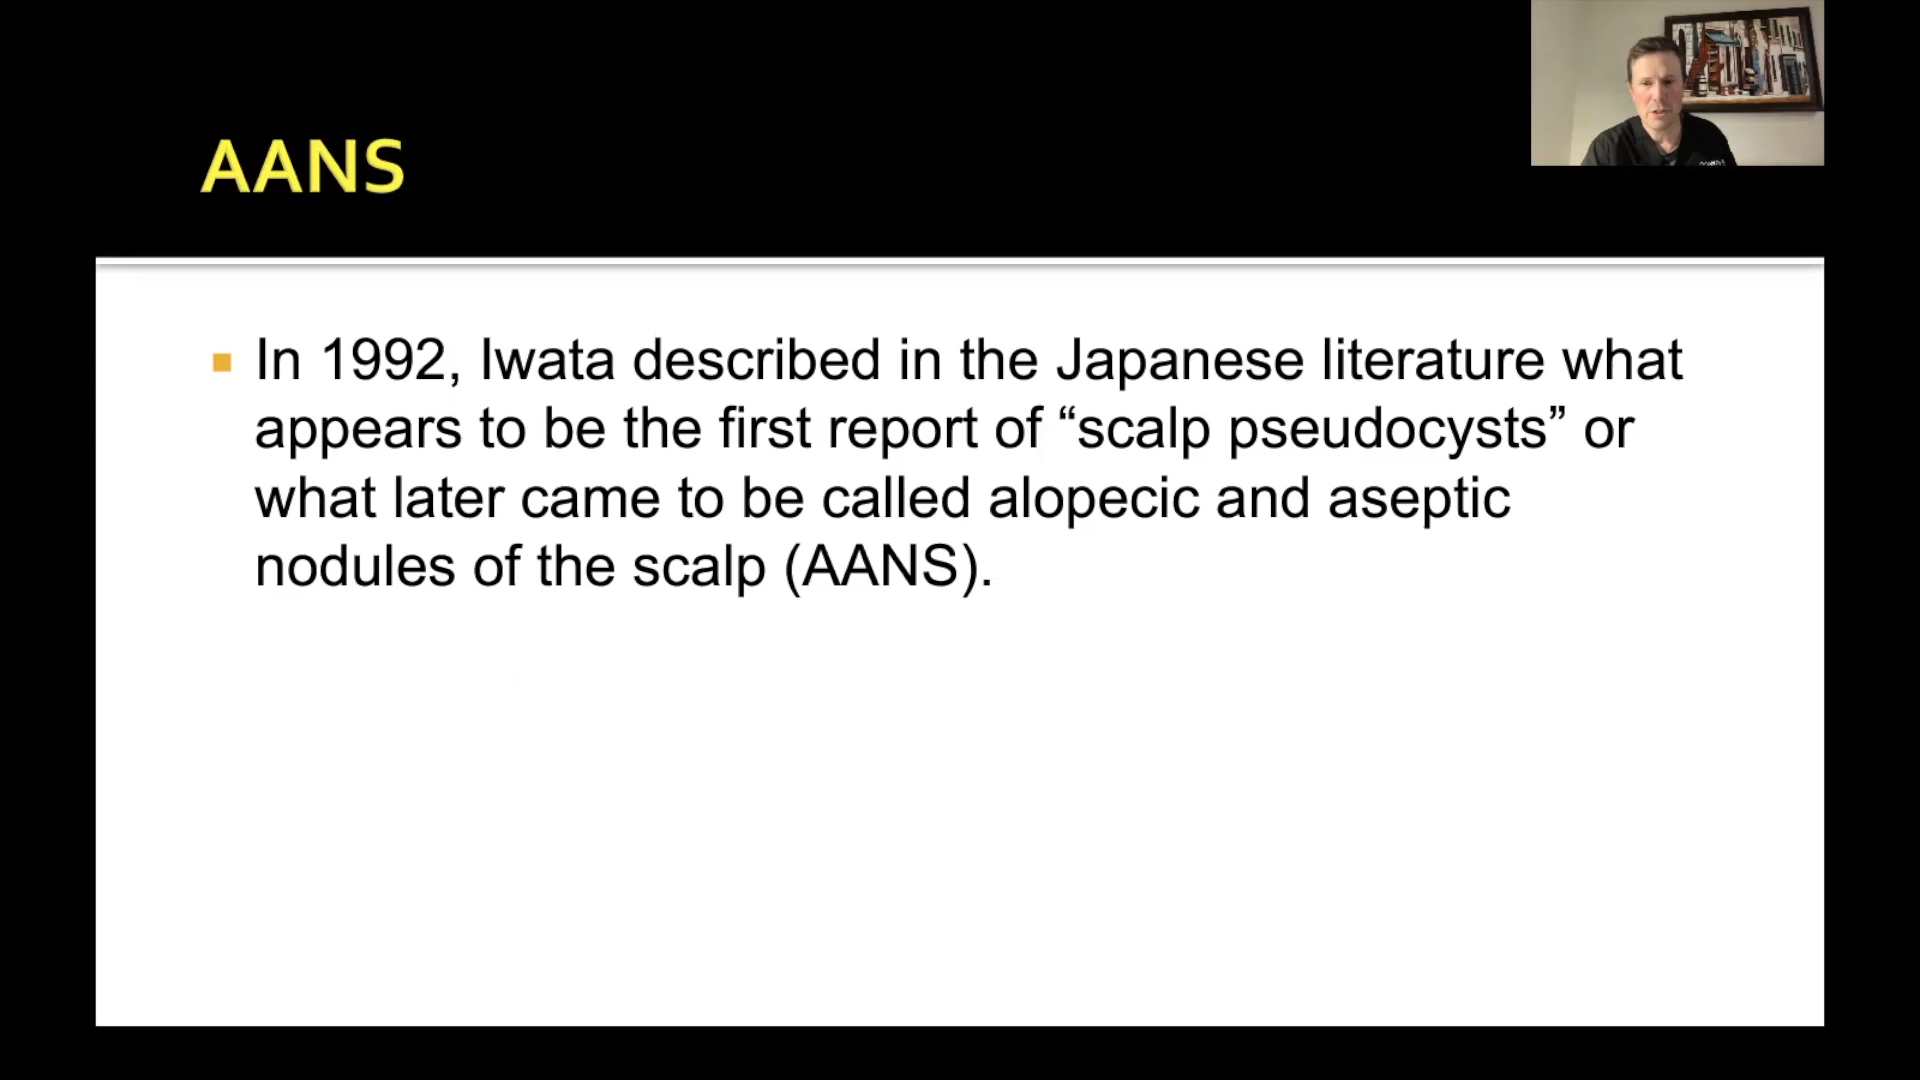 AANS
In 1992, Iwata described in the Japanese literature what
appears to be the first report of “scalp pseudocysts” or
what later came to be called alopecic and aseptic
nodules of the scalp (AANS).